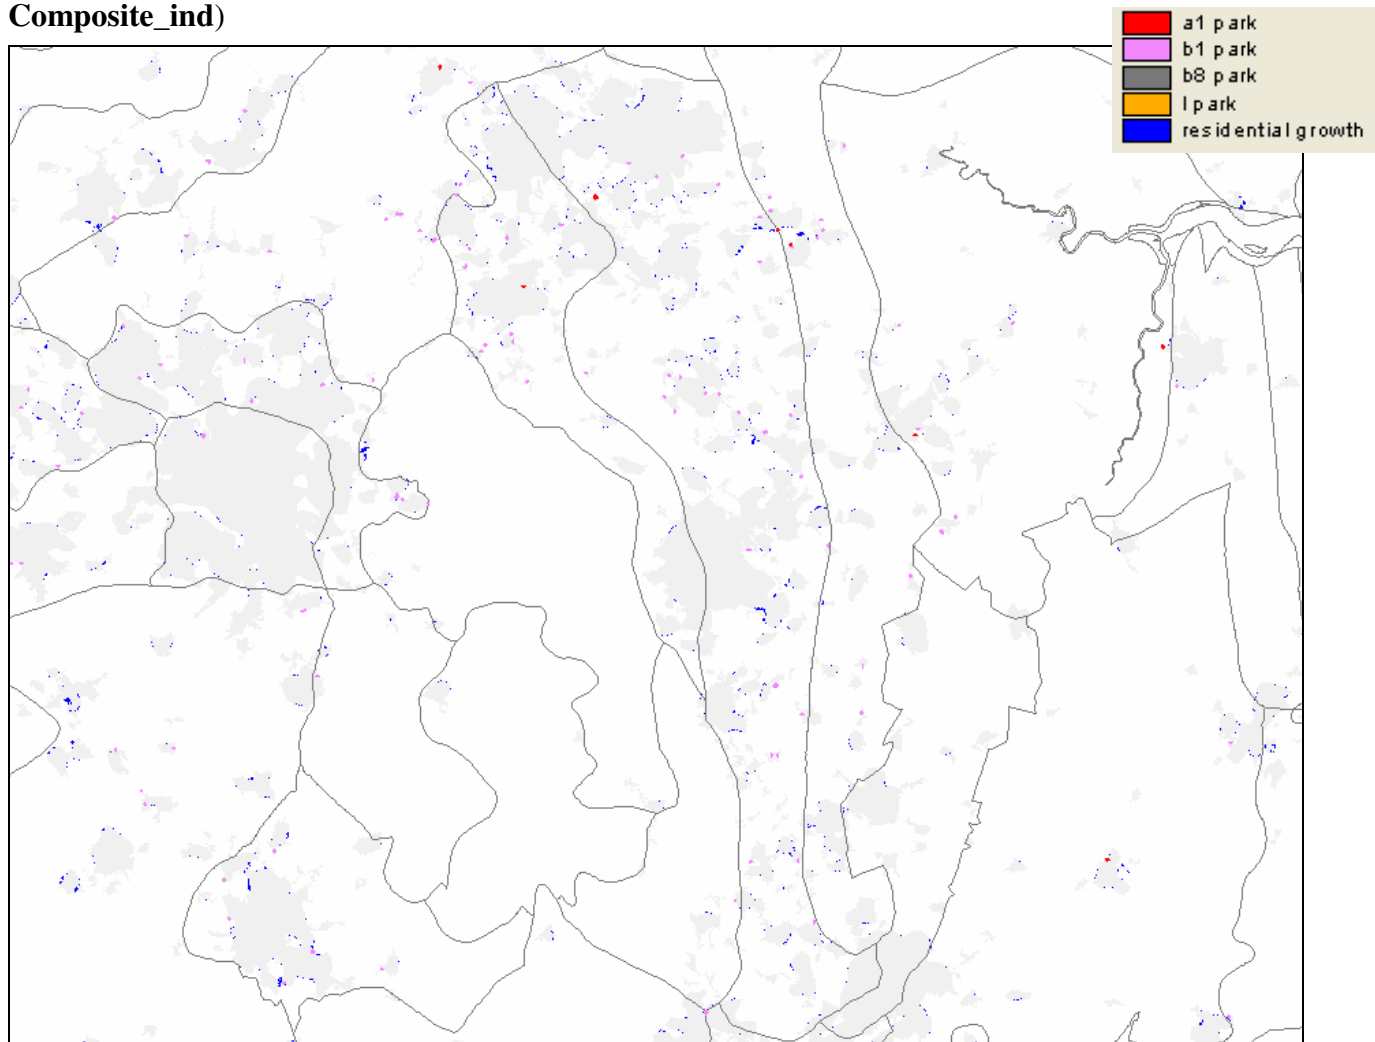 Composite_ind)
a1 park
b1 park
b8 park
l park
residential growth